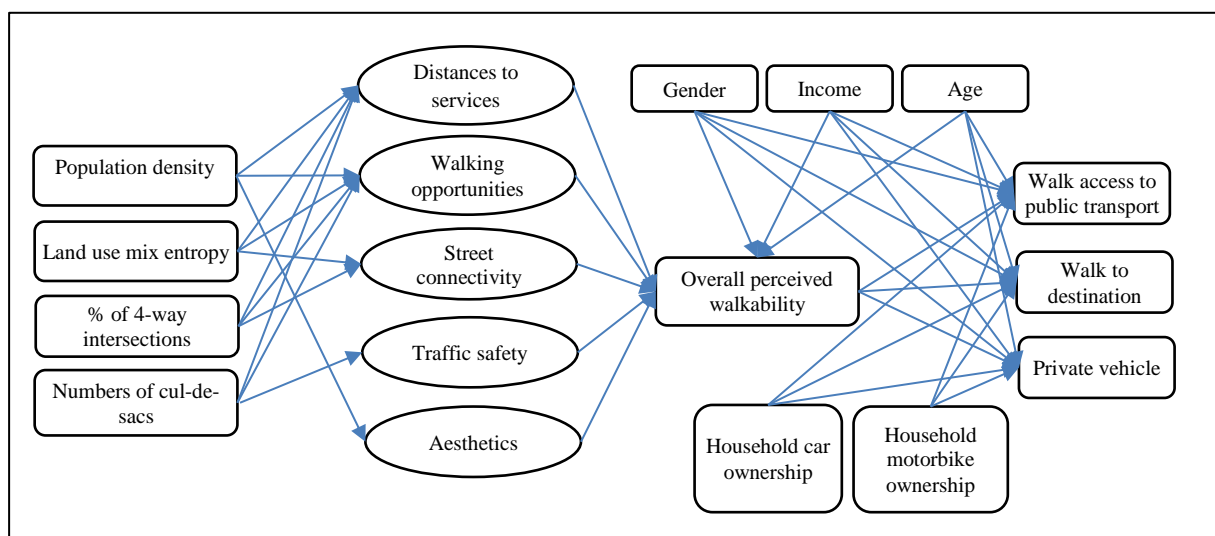 Population density
Land use mix entropy
% of 4-way
intersections
Numbers of cul-de-
sacs
Distances to
services
Walking
opportunities
Street
connectivity
Traffic safety
Aesthetics
Gender
Income
Age
Overall perceived
walkability
Household car
ownership
Household
motorbike
ownership
Walk access to
public transport
Walk to
destination
Private vehicle